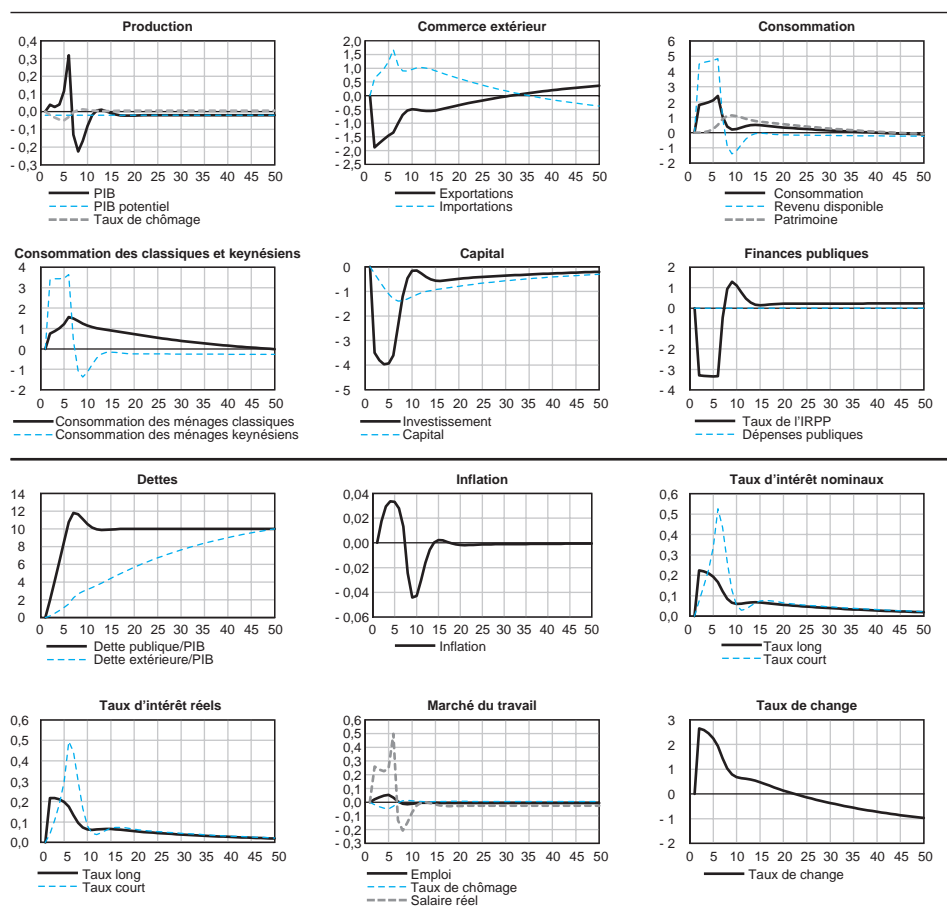 Production
0,4
0,3
0,2
0,1
0,0
- 0,1
- 0,2
- 0,3
0 5 10 15 20 25 30 35 40 45 50
PIB
PIB potentiel
Taux de chômage
Commerce extérieur
2,0
1,5
1,0
0,5
0,0
0,5
- 1,0
- 1,5
- 2,0
- 2,5
0 5 10 15 20 25 30 35 40 45 50
Exportations
Importations
Consommation
6
5
4
3
2
1
0
- 1
- 2
0 5 10 15 20 25 30 35 40 45 50
Consommation
Revenu disponible
Patrimoine
Consommation des classiques et keynésiens
4
3
2
1
0
- 1
- 2
0 5 10 15 20 25 30 35 40 45 50
Consommation des ménages classiques
Consommation des ménages keynésiens
Capital
0
- 1
- 2
- 3
- 4
- 5
0 5 10 15 20 25 30 35 40 45 50
Investissement
Capital
Finances publiques
2
1
0
- 1
- 2
- 3
- 4
0 5 10 15 20 25 30 35 40 45 50
Taux de l'IRPP
Dépenses publiques
Dettes
14
12
10
8
6
4
2
0
0 5 10 15 20 25 30 35 40 45 50
Dette publique/PIB
Dette extérieure/PIB
Inflation
0,04
0,02
0,00
- 0,02
- 0,04
- 0,06
0 5 10 15 20 25 30 35 40 45 50
Inflation
Taux d'intérêt nominaux
0,6
0,5
0,4
0,3
0,2
0,1
0,0
0 5 10 15 20 25 30 35 40 45 50
Taux long
Taux court
Taux d'intérêt réels
0,6
0,5
0,4
0,3
0,2
0,1
0,0
0 5 10 15 20 25 30 35 40 45 50
Taux long
Taux court
Marché du travail
0,6
0,5
0,4
0,3
0,2
0,1
0,0
- 0,1
- 0,2
- 0,3
0 5 10 15 20 25 30 35 40 45 50
Emploi
Taux de chômage
Salaire réel
Taux de change
3
2
1
0
- 1
- 2
0 5 10 15 20 25 30 35 40 45 50
Taux de change